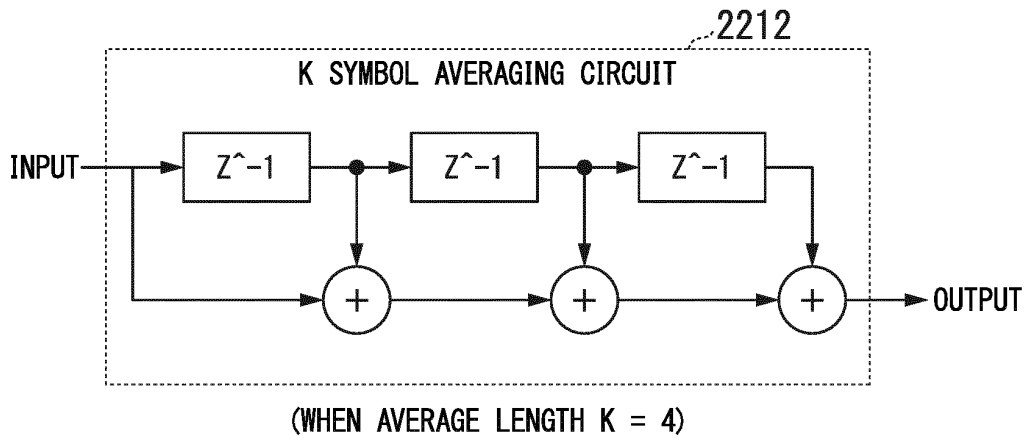 2212
K SYMBOL AVERAGING CIRCUIT
INPUT
Z^-1
Z^-1
Z^-1
+
+
+
OUTPUT
(WHEN AVERAGE LENGTH K = 4)